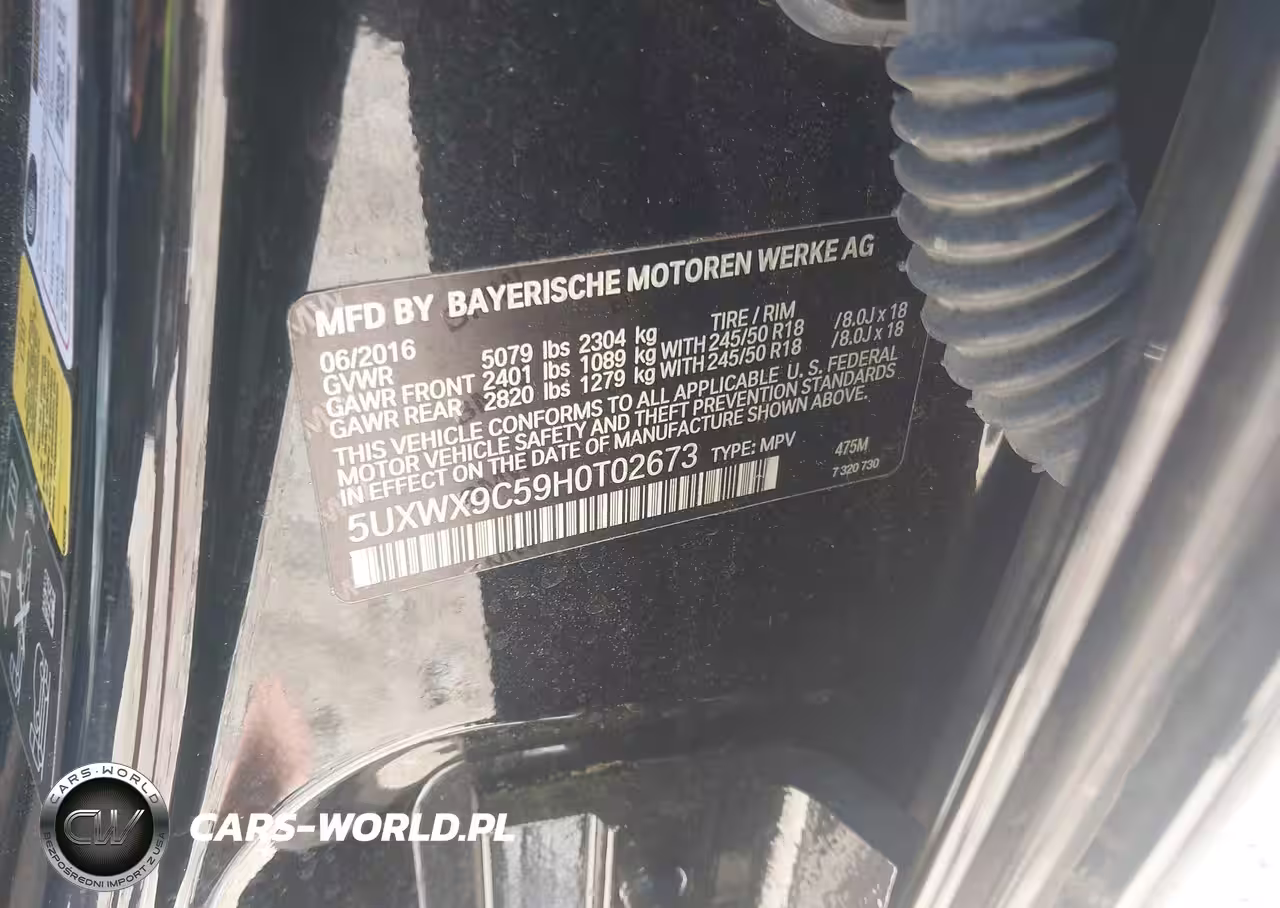 MFD BY BAYERISCHE MOTOREN WERKE AG
06/2016 TIRE / RIM
GVWR 5079 lbs 2304 kg
GAWR FRONT 2401 lbs 1089 kg WITH 245/50 R18 /8.0J x 18
GAWR REAR 2820 lbs 1279 kg WITH 245/50 R18 /8.0J x 18
THIS VEHICLE CONFORMS TO ALL APPLICABLE U. S. FEDERAL
MOTOR VEHICLE SAFETY AND THEFT PREVENTION STANDARDS
IN EFFECT ON THE DATE OF MANUFACTURE SHOWN ABOVE.
5UXWX9C59H0T02673 TYPE: MPV 475M
7 320 730
CARS-WORLD
CW
BEZPOŚREDNI IMPORT Z USA
CARS-WORLD.PL